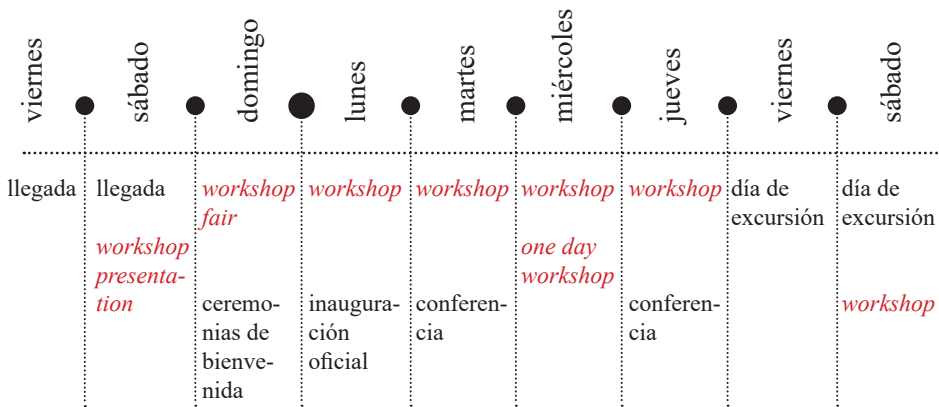 viernes
sábado
domingo
lunes
martes
miércoles
jueves
viernes
sábado
llegada
llegada
workshop
presenta-
tion
workshop
fair
ceremo-
nias de
bienve-
nida
workshop
inaugura-
ción
oficial
workshop
conferen-
cia
workshop
one day
workshop
workshop
conferen-
cia
día de
excursión
día de
excursión
workshop